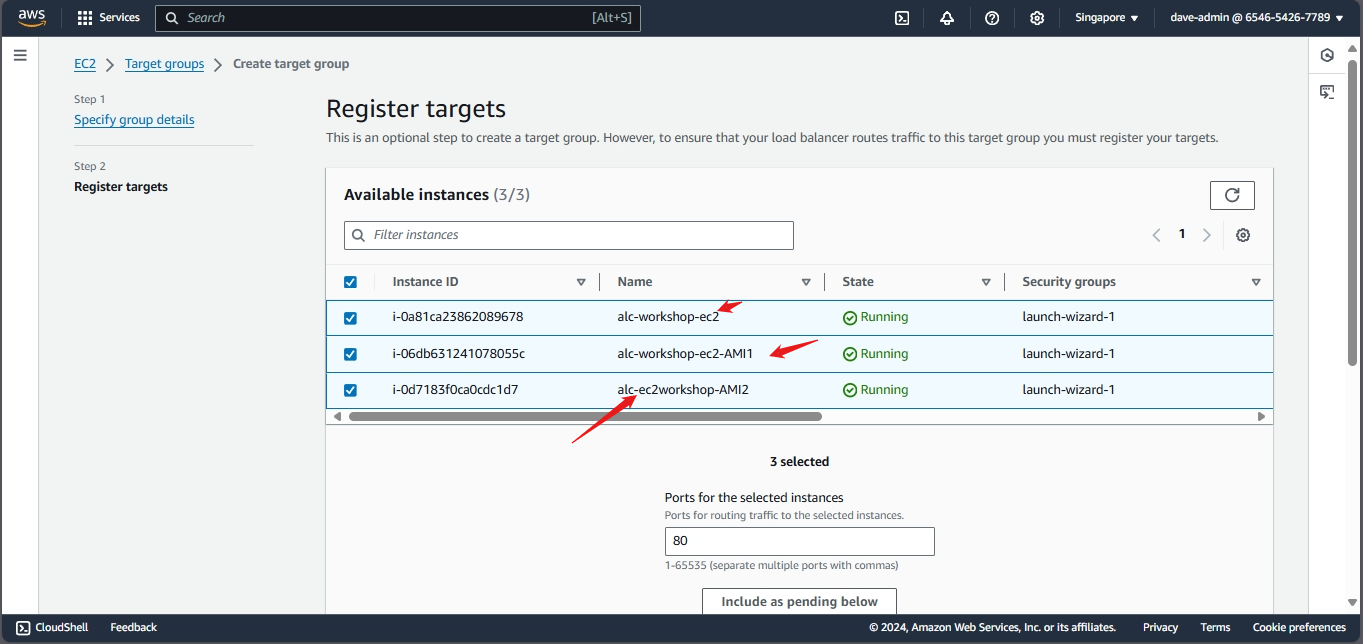 aws
Services
Search
[Alt+S]
Singapore
dave-admin @ 6546-5426-7789
EC2
Target groups
Create target group
Step 1
Specify group details
Step 2
Register targets
Register targets
This is an optional step to create a target group. However, to ensure that your load balancer routes traffic to this target group you must register your targets.
Available instances (3/3)
Filter instances
1
Instance ID
Name
State
Security groups
i-0a81ca23862089678
alc-workshop-ec2
Running
launch-wizard-1
i-06db631241078055c
alc-workshop-ec2-AMI1
Running
launch-wizard-1
i-0d7183f0ca0cdc1d7
alc-ec2workshop-AMI2
Running
launch-wizard-1
3 selected
Ports for the selected instances
Ports for routing traffic to the selected instances.
80
1-65535 (separate multiple ports with commas)
Include as pending below
CloudShell
Feedback
© 2024, Amazon Web Services, Inc. or its affiliates.
Privacy
Terms
Cookie preferences